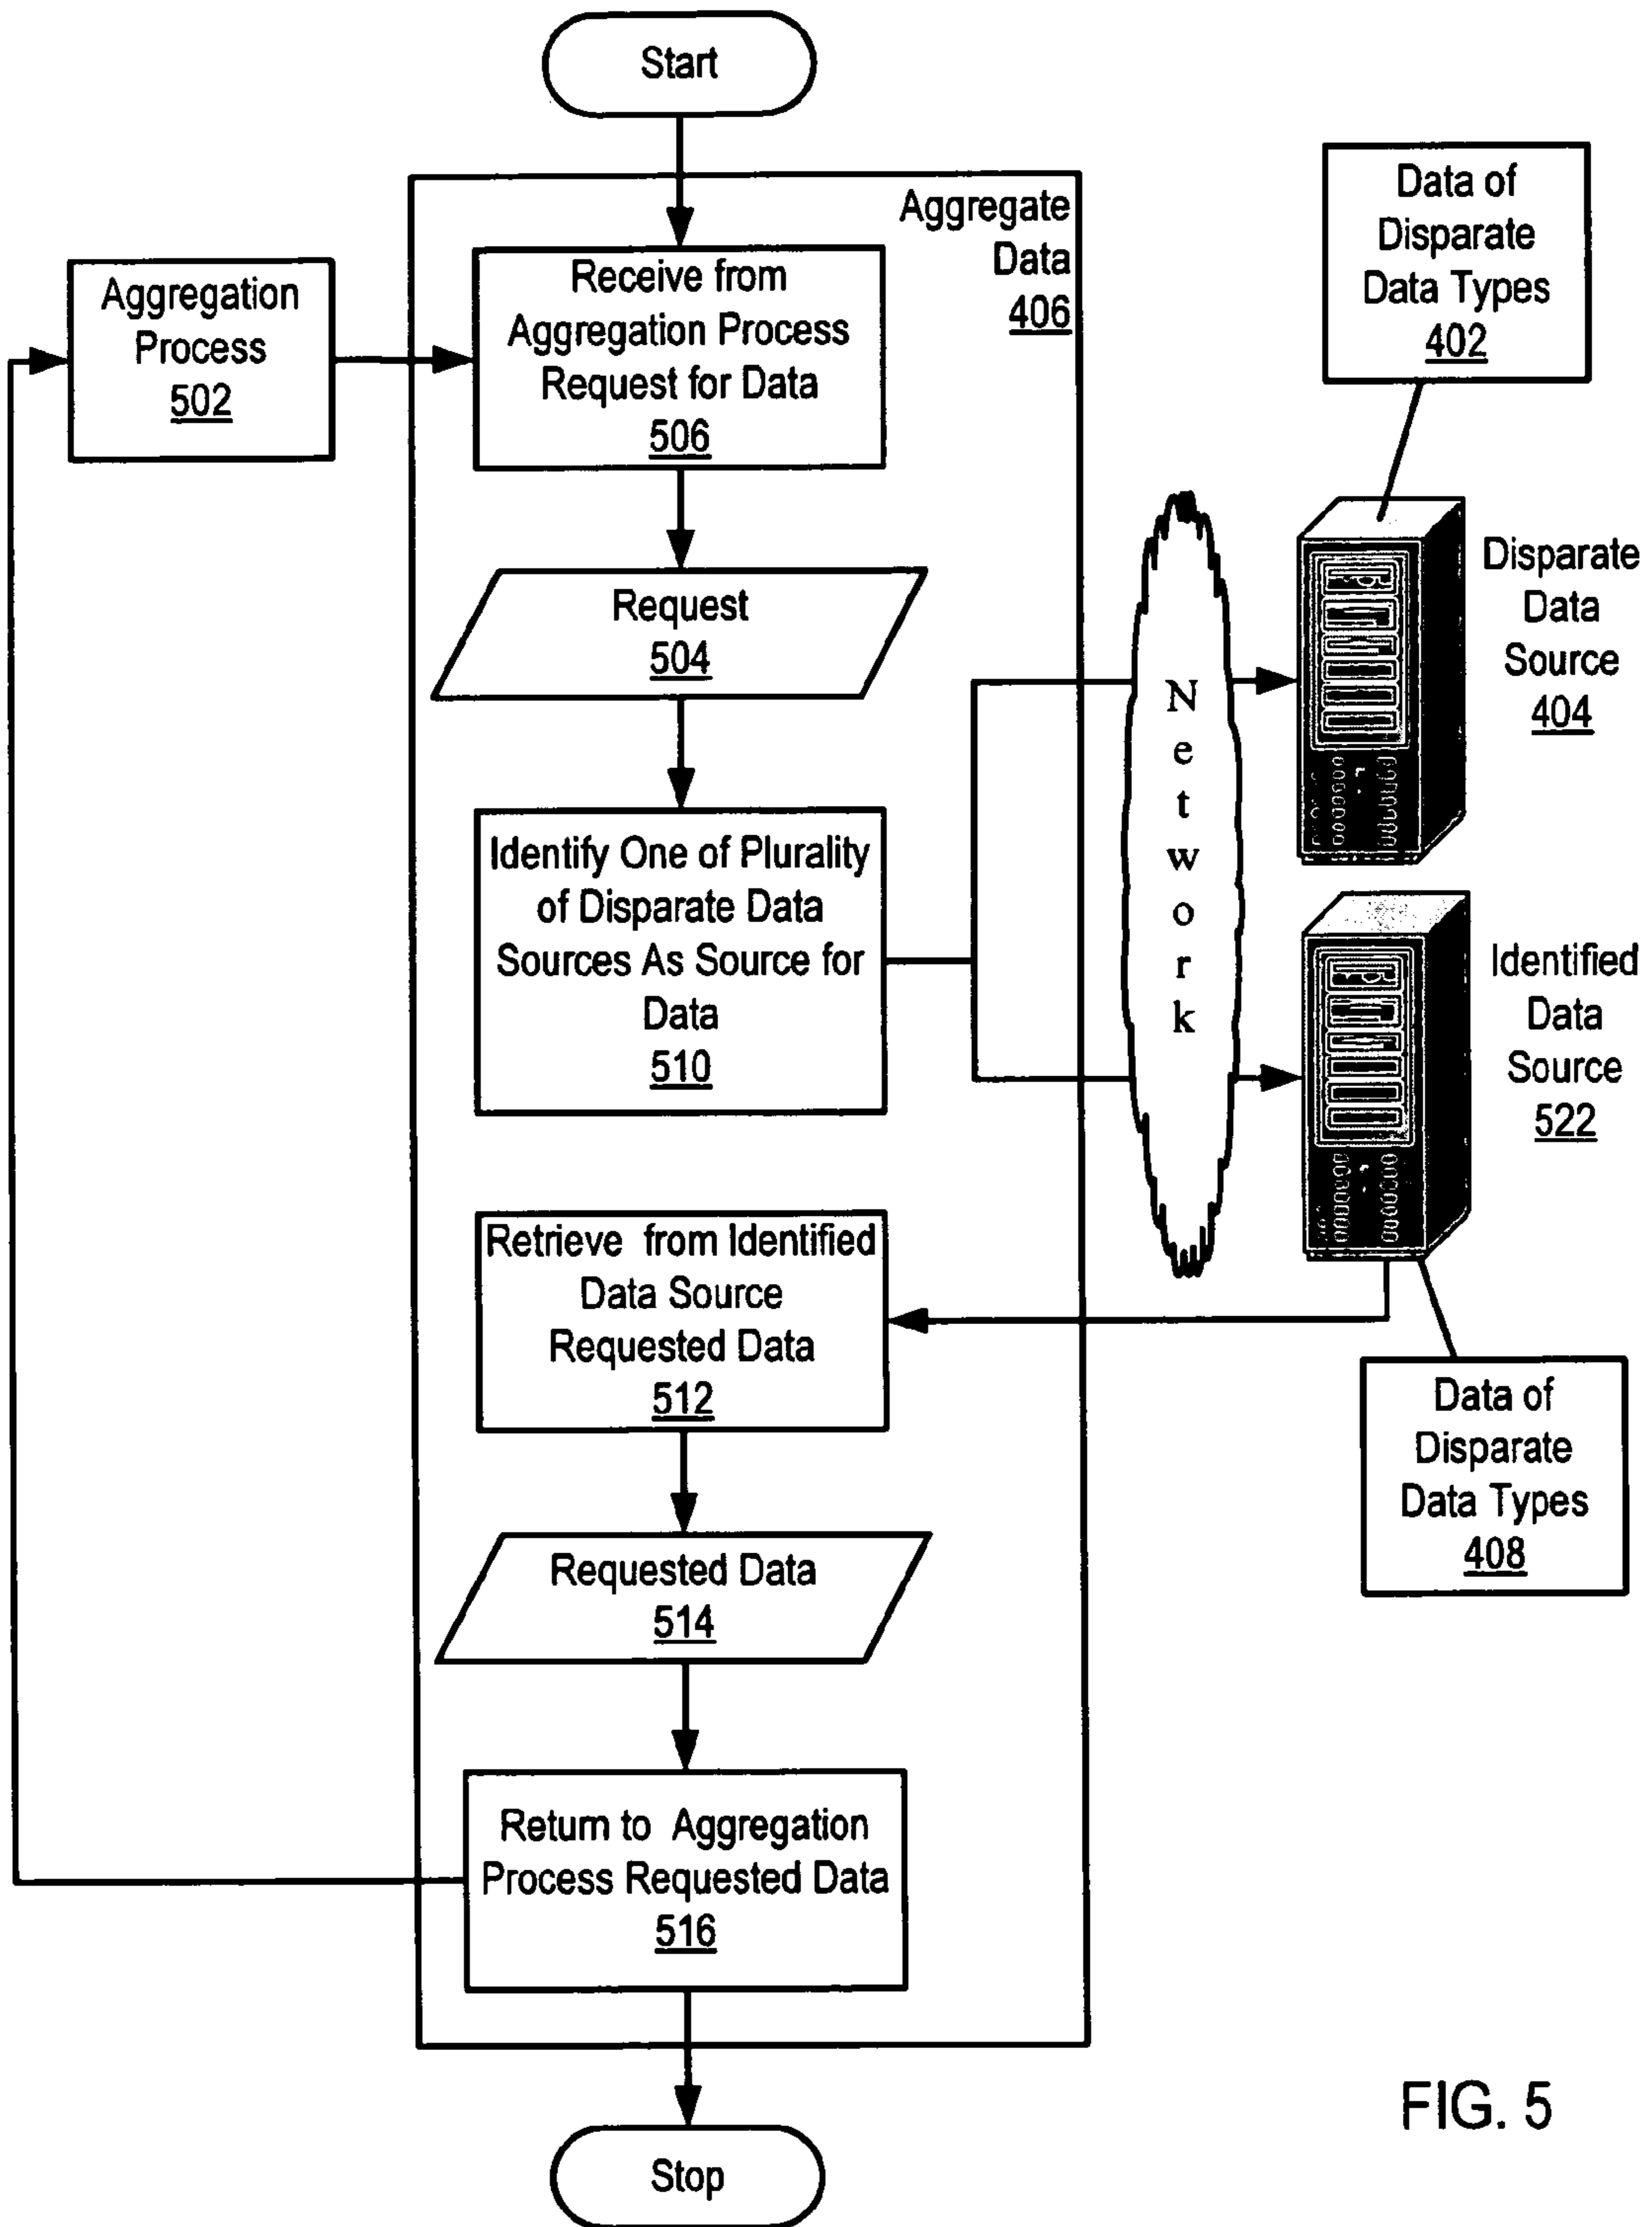 Start
Aggregate
Data
406
Data of
Disparate
Data Types
402
Aggregation
Process
502
Receive from
Aggregation Process
Request for Data
506
Request
504
Disparate
Data
Source
404
N
e
t
w
o
r
k
Identify One of Plurality
of Disparate Data
Sources As Source for
Data
510
Identified
Data
Source
522
Retrieve from Identified
Data Source
Requested Data
512
Data of
Disparate
Data Types
408
Requested Data
514
Return to Aggregation
Process Requested Data
516
Stop
FIG. 5